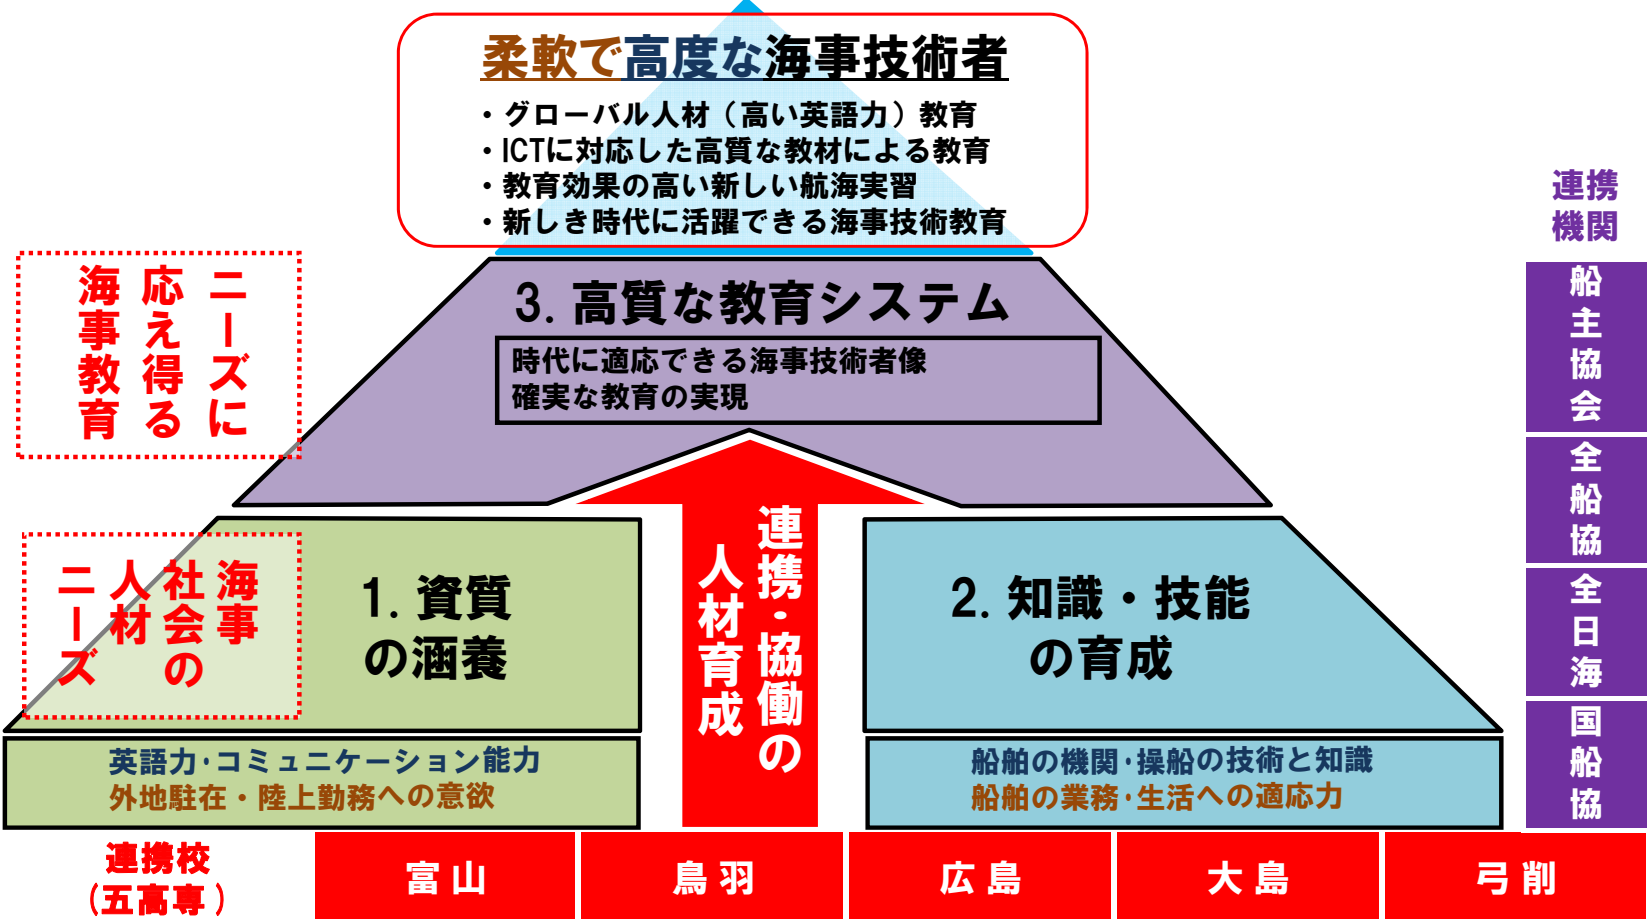 柔軟で高度な海事技術者
・グローバル人材（高い英語力）教育
・ICTに対応した高質な教材による教育
・教育効果の高い新しい航海実習
・新しき時代に活躍できる海事技術教育
連携
機関
ニーズに
応え得る
海事教育
3. 高質な教育システム
時代に適応できる海事技術者像
確実な教育の実現
船主協会
全船協
全日海
国船協
海事
社会の
人材
ニーズ
1. 資質
の涵養
連携・協働の
人材育成
2. 知識・技能
の育成
英語力・コミュニケーション能力
外地駐在・陸上勤務への意欲
船舶の機関・操船の技術と知識
船舶の業務・生活への適応力
連携校
(五高専)
富山
鳥羽
広島
大島
弓削